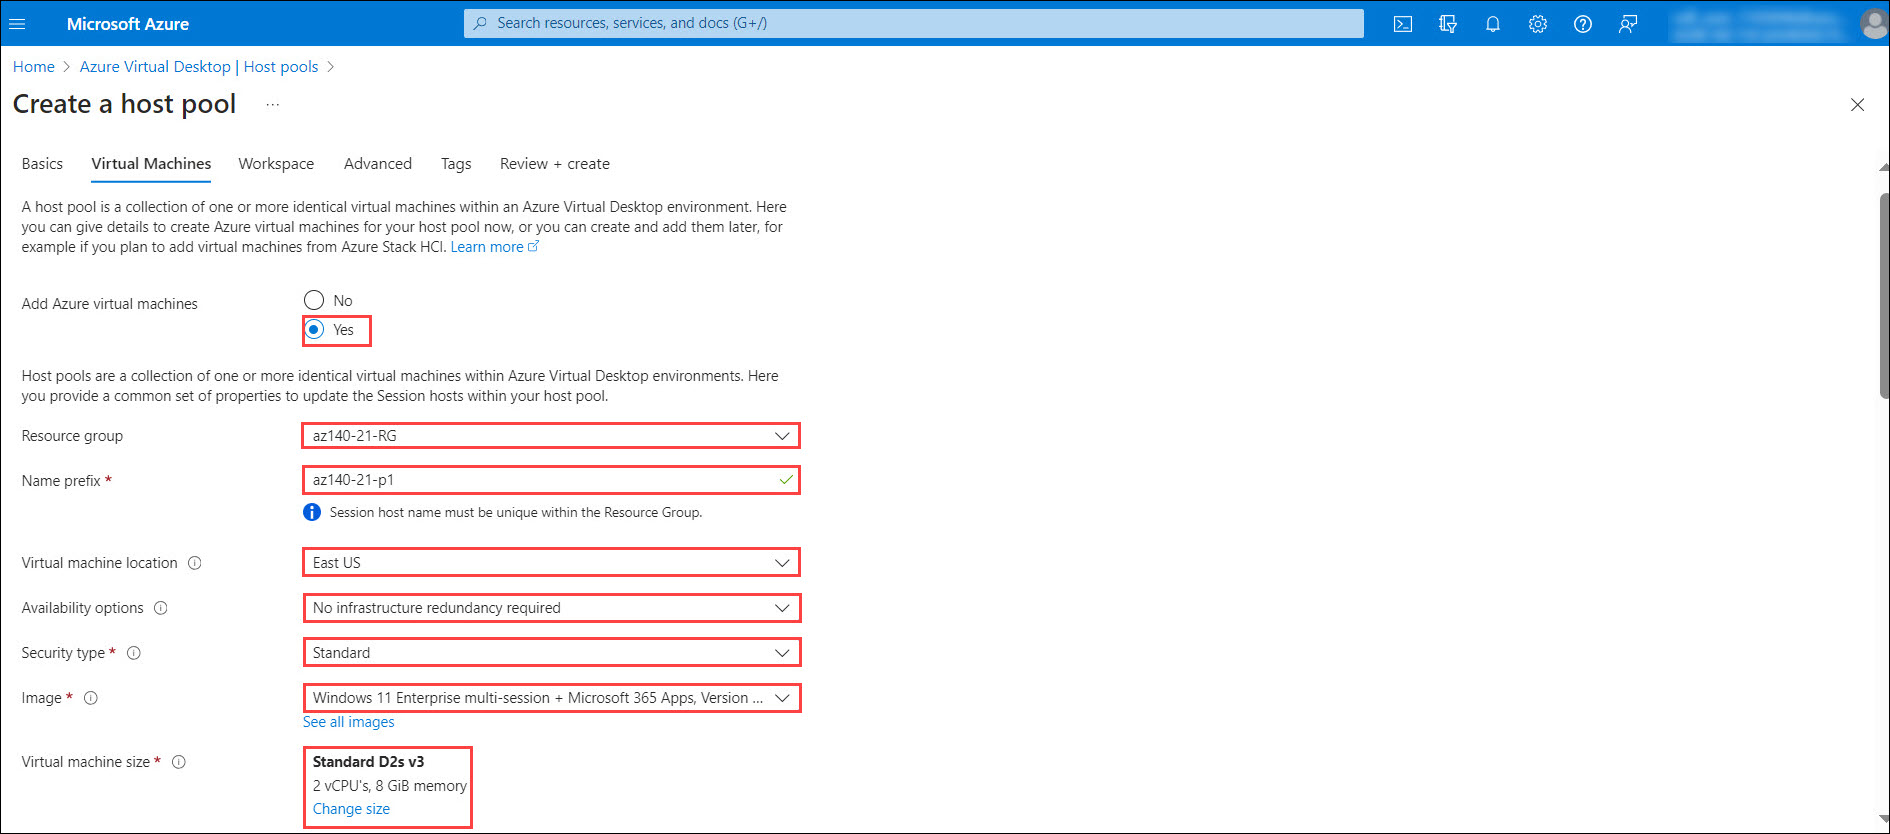 Microsoft Azure
Search resources, services, and docs (G+/)
Home > Azure Virtual Desktop | Host pools >
Create a host pool ...
Basics Virtual Machines Workspace Advanced Tags Review + create
A host pool is a collection of one or more identical virtual machines within an Azure Virtual Desktop environment. Here
you can give details to create Azure virtual machines for your host pool now, or you can create and add them later, for
example if you plan to add virtual machines from Azure Stack HCI. Learn more
Add Azure virtual machines
No
Yes
Host pools are a collection of one or more identical virtual machines within Azure Virtual Desktop environments. Here
you provide a common set of properties to update the Session hosts within your host pool.
Resource group az140-21-RG
Name prefix * az140-21-p1
Session host name must be unique within the Resource Group.
Virtual machine location East US
Availability options No infrastructure redundancy required
Security type * Standard
Image * Windows 11 Enterprise multi-session + Microsoft 365 Apps, Version ...
See all images
Virtual machine size * Standard D2s v3
2 vCPU's, 8 GiB memory
Change size